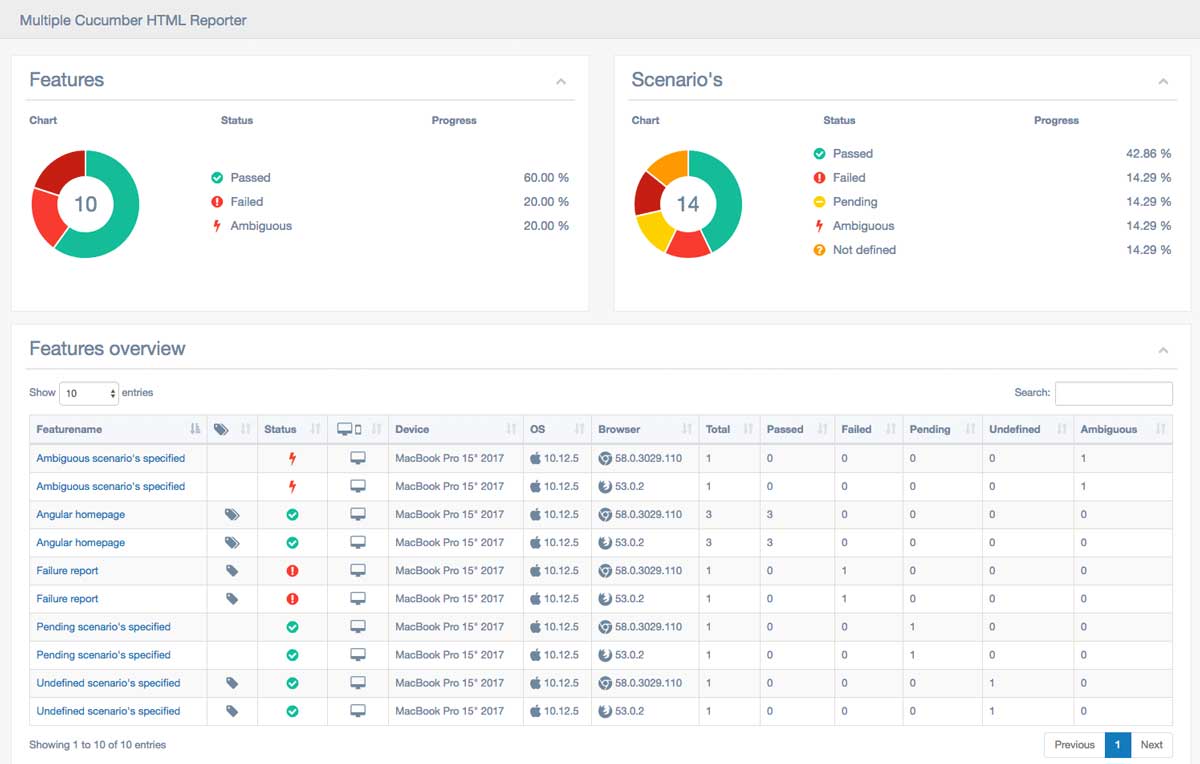 Multiple Cucumber HTML Reporter
Features
Chart Status Progress
10
Passed 60.00 %
Failed 20.00 %
Ambiguous 20.00 %
Scenario's
Chart Status Progress
14
Passed 42.86 %
Failed 14.29 %
Pending 14.29 %
Ambiguous 14.29 %
Not defined 14.29 %
Features overview
Show 10 entries Search:
Featurename Status Device OS Browser Total Passed Failed Pending Undefined Ambiguous
Ambiguous scenario's specified MacBook Pro 15" 2017 10.12.5 58.0.3029.110 1 0 0 0 0 1
Ambiguous scenario's specified MacBook Pro 15" 2017 10.12.5 53.0.2 1 0 0 0 0 1
Angular homepage MacBook Pro 15" 2017 10.12.5 58.0.3029.110 3 3 0 0 0 0
Angular homepage MacBook Pro 15" 2017 10.12.5 53.0.2 3 3 0 0 0 0
Failure report MacBook Pro 15" 2017 10.12.5 58.0.3029.110 1 0 1 0 0 0
Failure report MacBook Pro 15" 2017 10.12.5 53.0.2 1 0 1 0 0 0
Pending scenario's specified MacBook Pro 15" 2017 10.12.5 58.0.3029.110 1 0 0 1 0 0
Pending scenario's specified MacBook Pro 15" 2017 10.12.5 53.0.2 1 0 0 1 0 0
Undefined scenario's specified MacBook Pro 15" 2017 10.12.5 58.0.3029.110 1 0 0 0 1 0
Undefined scenario's specified MacBook Pro 15" 2017 10.12.5 53.0.2 1 0 0 0 1 0
Showing 1 to 10 of 10 entries Previous 1 Next